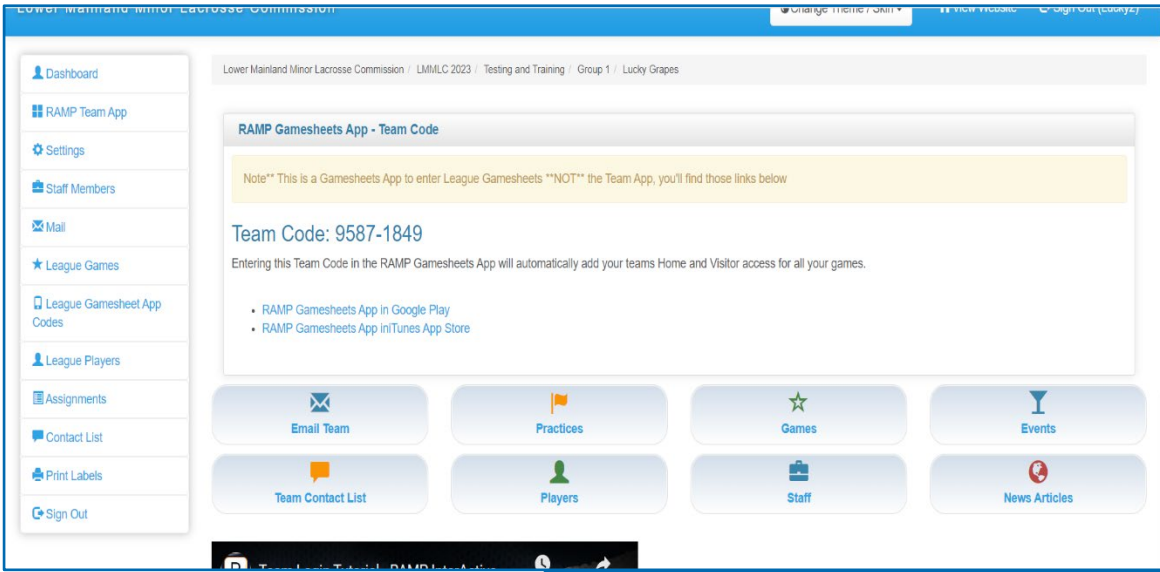 Lower Mainland Minor Lacrosse Commission
Change Theme / Skin
View Website
Sign Out (Lucky2)
Dashboard
RAMP Team App
Settings
Staff Members
Mail
League Games
League Gamesheet App
Codes
League Players
Assignments
Contact List
Print Labels
Sign Out
Lower Mainland Minor Lacrosse Commission / LMMLC 2023 / Testing and Training / Group 1 / Lucky Grapes
RAMP Gamesheets App - Team Code
Note** This is a Gamesheets App to enter League Gamesheets **NOT** the Team App, you'll find those links below
Team Code: 9587-1849
Entering this Team Code in the RAMP Gamesheets App will automatically add your teams Home and Visitor access for all your games.
• RAMP Gamesheets App in Google Play
• RAMP Gamesheets App iniTunes App Store
Email Team
Practices
Games
Events
Team Contact List
Players
Staff
News Articles
Team Login Tutorial - RAMP InterActive